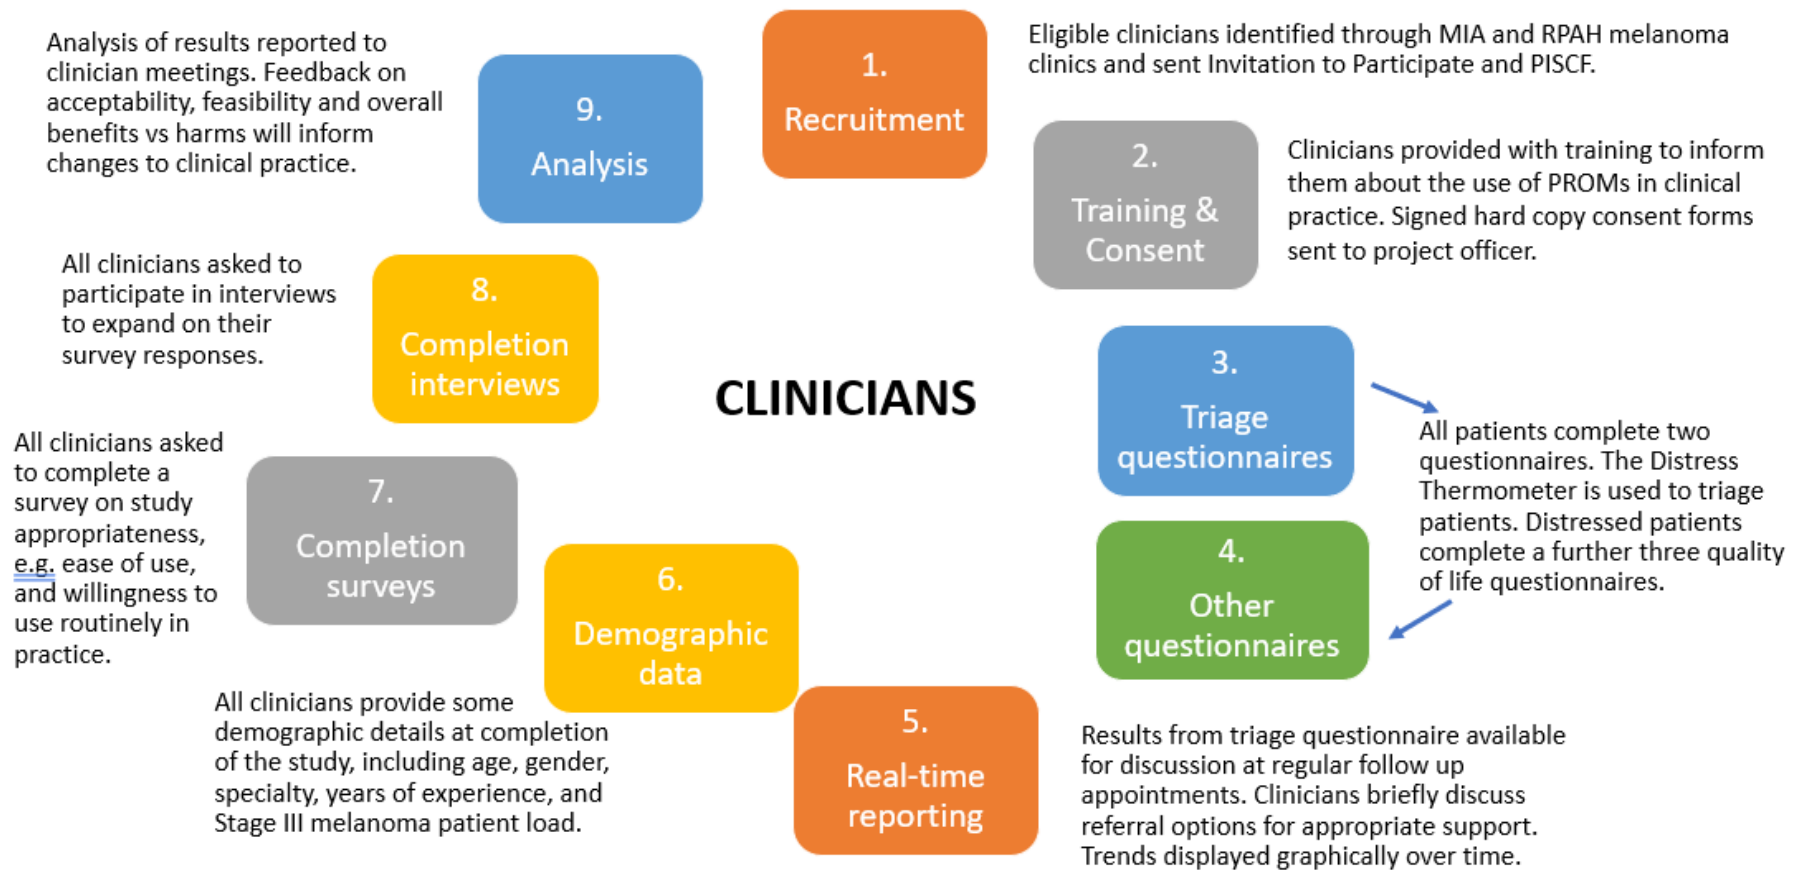 1.
Recruitment
Eligible clinicians identified through MIA and RPAH melanoma
clinics and sent Invitation to Participate and PISCF.
2.
Training &
Consent
Clinicians provided with training to inform
them about the use of PROMs in clinical
practice. Signed hard copy consent forms
sent to project officer.
3.
Triage
questionnaires
All patients complete two
questionnaires. The Distress
Thermometer is used to triage
patients. Distressed patients
complete a further three quality
of life questionnaires.
4.
Other
questionnaires
5.
Real-time
reporting
Results from triage questionnaire available
for discussion at regular follow up
appointments. Clinicians briefly discuss
referral options for appropriate support.
Trends displayed graphically over time.
6.
Demographic
data
All clinicians provide some
demographic details at completion
of the study, including age, gender,
specialty, years of experience, and
Stage III melanoma patient load.
7.
Completion
surveys
All clinicians asked
to complete a
survey on study
appropriateness,
e.g. ease of use,
and willingness to
use routinely in
practice.
8.
Completion
interviews
All clinicians asked to
participate in interviews
to expand on their
survey responses.
9.
Analysis
Analysis of results reported to
clinician meetings. Feedback on
acceptability, feasibility and overall
benefits vs harms will inform
changes to clinical practice.
CLINICIANS